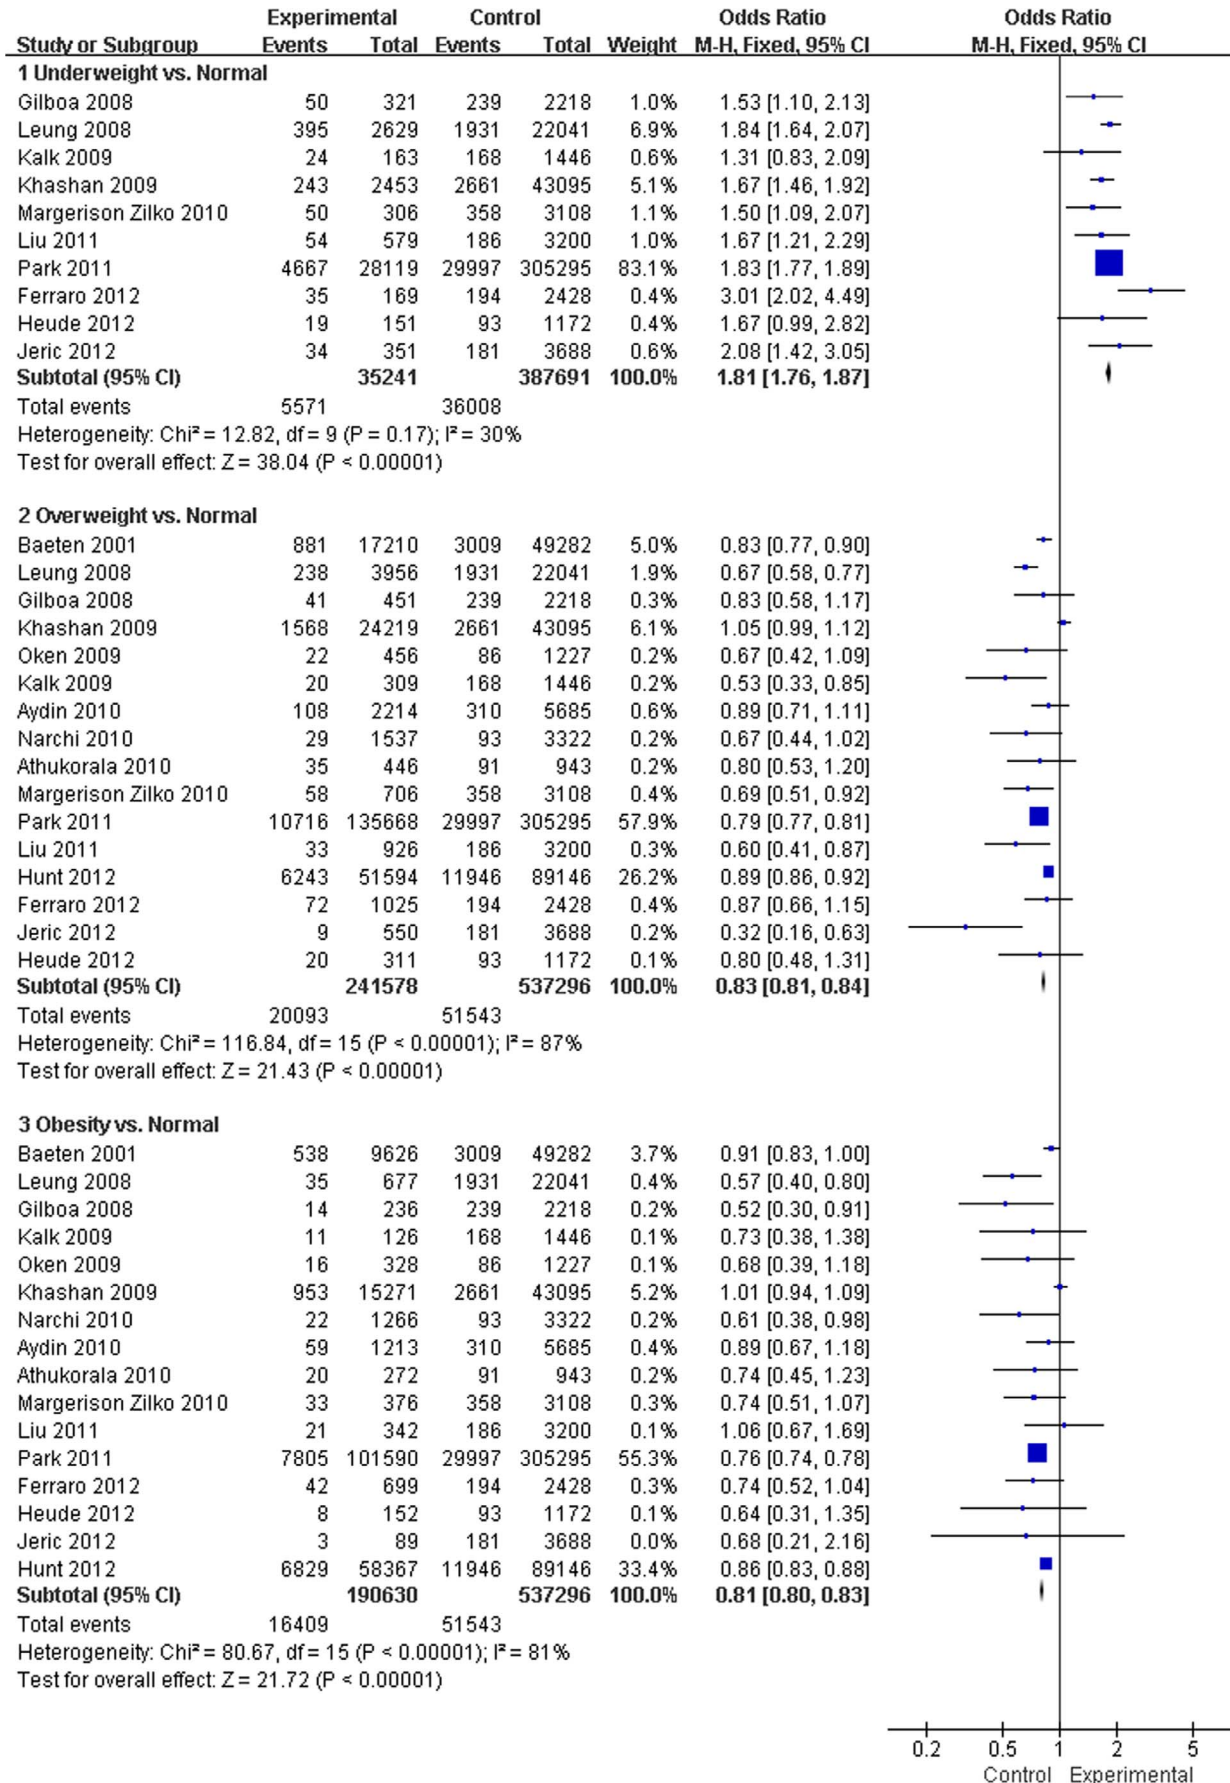 Experimental Control Odds Ratio Odds Ratio
Study or Subgroup Events Total Events Total Weight M-H, Fixed, 95% CI M-H, Fixed, 95% CI
1 Underweight vs. Normal
Gilboa 2008 50 321 239 2218 1.0% 1.53 [1.10, 2.13]
Leung 2008 395 2629 1931 22041 6.9% 1.84 [1.64, 2.07]
Kalk 2009 24 163 168 1446 0.6% 1.31 [0.83, 2.09]
Khashan 2009 243 2453 2661 43095 5.1% 1.67 [1.46, 1.92]
Margerison Zilko 2010 50 306 358 3108 1.1% 1.50 [1.09, 2.07]
Liu 2011 54 579 186 3200 1.0% 1.67 [1.21, 2.29]
Park 2011 4667 28119 29997 305295 83.1% 1.83 [1.77, 1.89]
Ferraro 2012 35 169 194 2428 0.4% 3.01 [2.02, 4.49]
Heude 2012 19 151 93 1172 0.4% 1.67 [0.99, 2.82]
Jeric 2012 34 351 181 3688 0.6% 2.08 [1.42, 3.05]
Subtotal (95% CI) 35241 387691 100.0% 1.81 [1.76, 1.87]
Total events 5571 36008
Heterogeneity: Chi² = 12.82, df = 9 (P = 0.17); I² = 30%
Test for overall effect: Z = 38.04 (P < 0.00001)
2 Overweight vs. Normal
Baeten 2001 881 17210 3009 49282 5.0% 0.83 [0.77, 0.90]
Leung 2008 238 3956 1931 22041 1.9% 0.67 [0.58, 0.77]
Gilboa 2008 41 451 239 2218 0.3% 0.83 [0.58, 1.17]
Khashan 2009 1568 24219 2661 43095 6.1% 1.05 [0.99, 1.12]
Oken 2009 22 456 86 1227 0.2% 0.67 [0.42, 1.09]
Kalk 2009 20 309 168 1446 0.2% 0.53 [0.33, 0.85]
Aydin 2010 108 2214 310 5685 0.6% 0.89 [0.71, 1.11]
Narchi 2010 29 1537 93 3322 0.2% 0.67 [0.44, 1.02]
Athukorala 2010 35 446 91 943 0.2% 0.80 [0.53, 1.20]
Margerison Zilko 2010 58 706 358 3108 0.4% 0.69 [0.51, 0.92]
Park 2011 10716 135668 29997 305295 57.9% 0.79 [0.77, 0.81]
Liu 2011 33 926 186 3200 0.3% 0.60 [0.41, 0.87]
Hunt 2012 6243 51594 11946 89146 26.2% 0.89 [0.86, 0.92]
Ferraro 2012 72 1025 194 2428 0.4% 0.87 [0.66, 1.15]
Jeric 2012 9 550 181 3688 0.2% 0.32 [0.16, 0.63]
Heude 2012 20 311 93 1172 0.1% 0.80 [0.48, 1.31]
Subtotal (95% CI) 241578 537296 100.0% 0.83 [0.81, 0.84]
Total events 20093 51543
Heterogeneity: Chi² = 116.84, df = 15 (P < 0.00001); I² = 87%
Test for overall effect: Z = 21.43 (P < 0.00001)
3 Obesity vs. Normal
Baeten 2001 538 9626 3009 49282 3.7% 0.91 [0.83, 1.00]
Leung 2008 35 677 1931 22041 0.4% 0.57 [0.40, 0.80]
Gilboa 2008 14 236 239 2218 0.2% 0.52 [0.30, 0.91]
Kalk 2009 11 126 168 1446 0.1% 0.73 [0.38, 1.38]
Oken 2009 16 328 86 1227 0.1% 0.68 [0.39, 1.18]
Khashan 2009 953 15271 2661 43095 5.2% 1.01 [0.94, 1.09]
Narchi 2010 22 1266 93 3322 0.2% 0.61 [0.38, 0.98]
Aydin 2010 59 1213 310 5685 0.4% 0.89 [0.67, 1.18]
Athukorala 2010 20 272 91 943 0.2% 0.74 [0.45, 1.23]
Margerison Zilko 2010 33 376 358 3108 0.3% 0.74 [0.51, 1.07]
Liu 2011 21 342 186 3200 0.1% 1.06 [0.67, 1.69]
Park 2011 7805 101590 29997 305295 55.3% 0.76 [0.74, 0.78]
Ferraro 2012 42 699 194 2428 0.3% 0.74 [0.52, 1.04]
Heude 2012 8 152 93 1172 0.1% 0.64 [0.31, 1.35]
Jeric 2012 3 89 181 3688 0.0% 0.68 [0.21, 2.16]
Hunt 2012 6829 58367 11946 89146 33.4% 0.86 [0.83, 0.88]
Subtotal (95% CI) 190630 537296 100.0% 0.81 [0.80, 0.83]
Total events 16409 51543
Heterogeneity: Chi² = 80.67, df = 15 (P < 0.00001); I² = 81%
Test for overall effect: Z = 21.72 (P < 0.00001)
0.2 0.5 1 2 5
Control Experimental